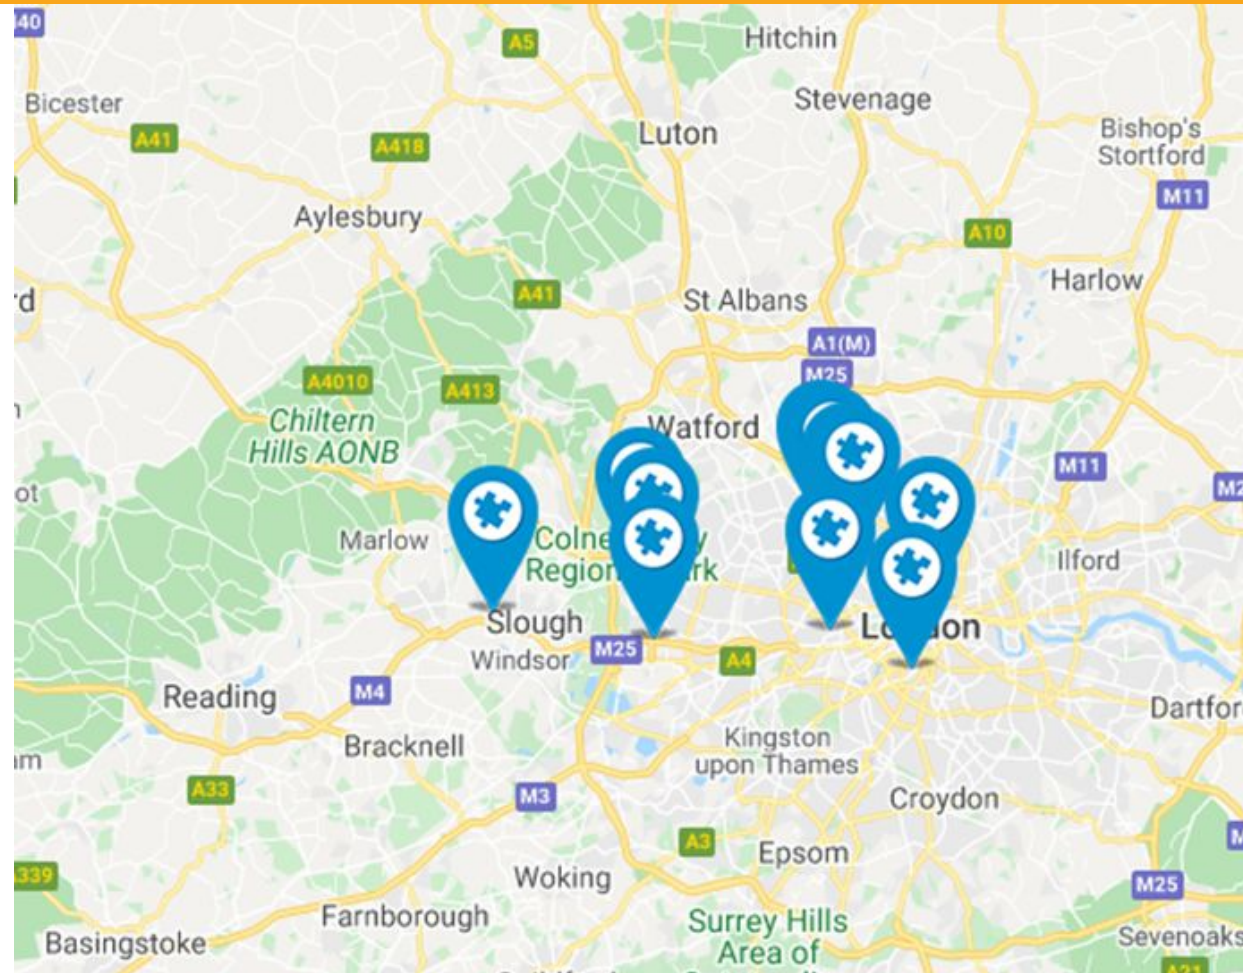 Hitchin
A5
Bicester
Stevenage
A41
A418
Luton
Bishop's
Stortford
M11
Aylesbury
A10
Harlow
A41
St Albans
A1(M)
M25
A4010
A413
Chiltern
Hills AONB
Watford
M11
Marlow
Ilford
Slough
M25
Windsor
A4
Reading
M4
Kingston
upon Thames
Bracknell
A33
M3
Croydon
A3
Epsom
Woking
M25
Farnborough
Surrey Hills
Area of
Basingstoke
Sevenoaks